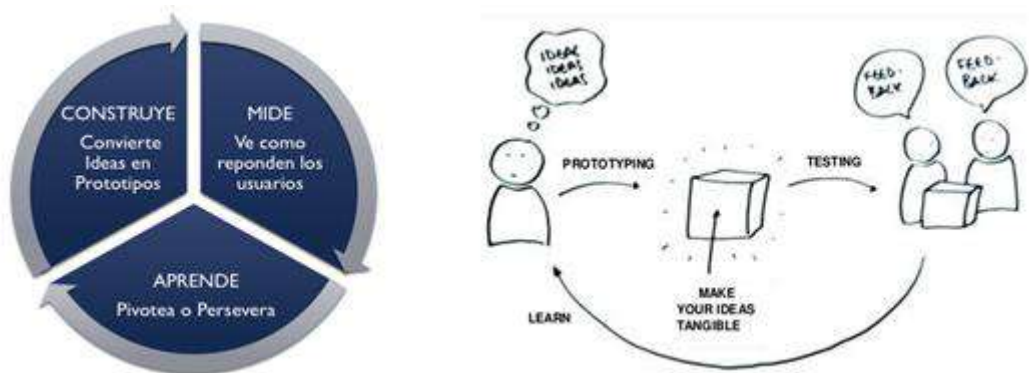 CONSTRUYE
Convierte
Ideas en
Prototipos
MIDE
Ve como
reponden los
usuarios
APRENDE
Pivotea o Persevera
IDEAS
IDEAS
IDEAS
PROTOTYPING
TESTING
FEED-
BACK
FEED-
BACK
MAKE
YOUR IDEAS
TANGIBLE
LEARN